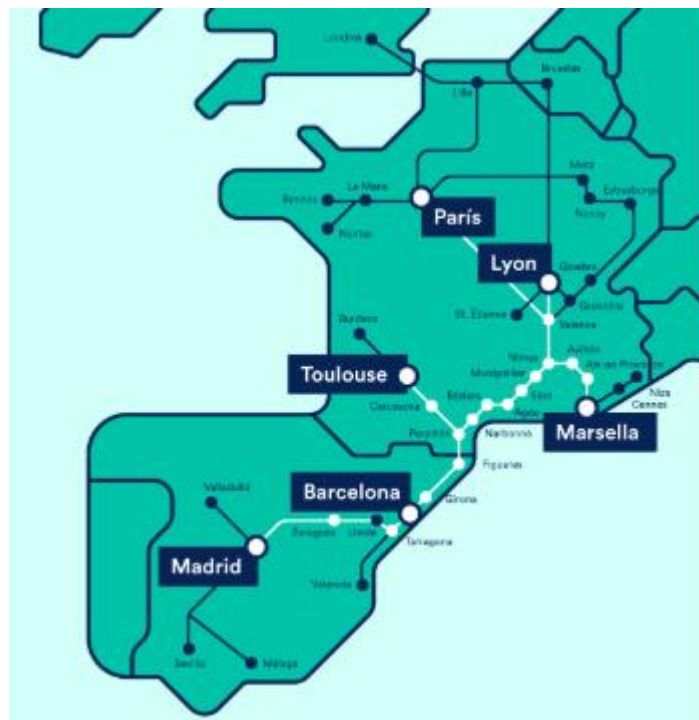 Londres
Bruselas
Lille
Metz
Estrasburgo
Le Mans
Rennes
París
Nancy
Nantes
Lyon
Ginebra
Grenoble
St. Etienne
Valence
Burdeos
Nimes
Aviñón
Aix-en-Provence
Montpellier
Toulouse
Niza
Cannes
Béziers
Sète
Carcasona
Agde
Marsella
Perpiñán
Narbonne
Figueres
Valladolid
Barcelona
Girona
Zaragoza
Lleida
Tarragona
Madrid
Valencia
Sevilla
Málaga